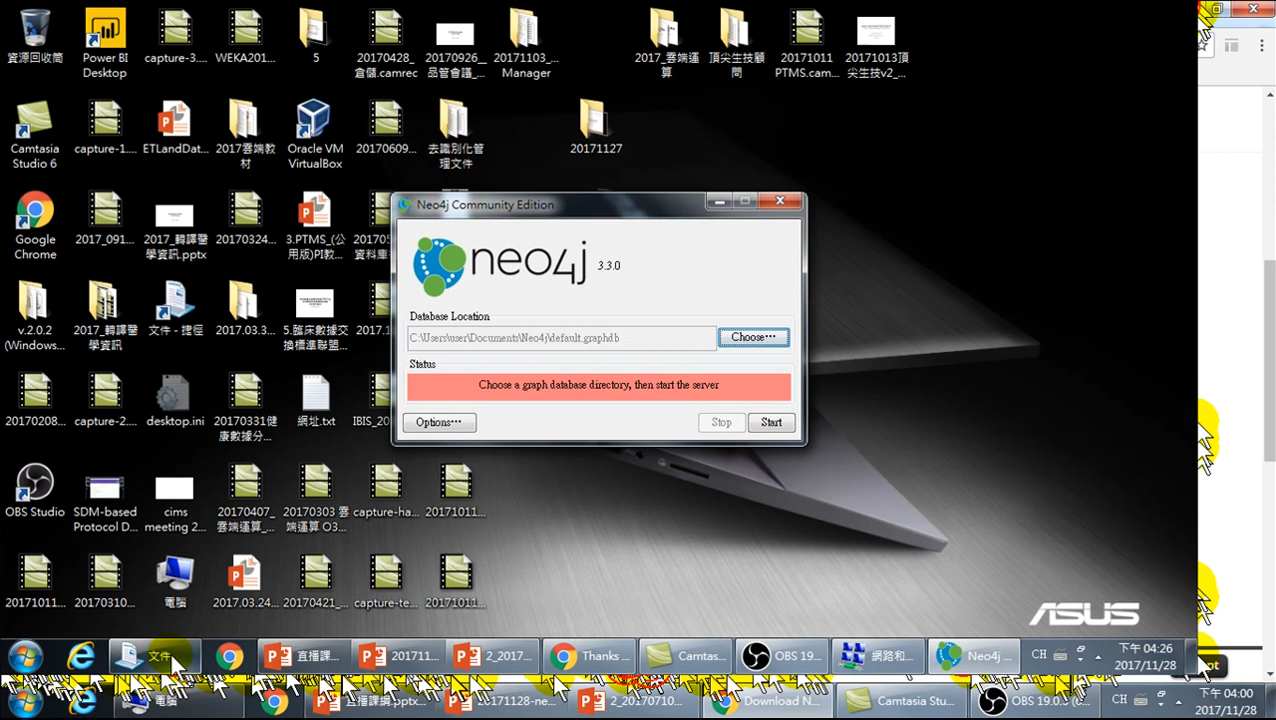 資源回收筒
Power BI
Desktop
capture-3....
WEKA201...
5
20170428_
倉儲.camrec
20170926_
品管會議_...
20171103_...
Manager
2017_雲端運
算
頂尖生技顧
問
20171011
PTMS.cam...
20171013頂
尖生技v2_...
Camtasia
Studio 6
capture-1....
ETLandDat...
2017雲端教
材
Oracle VM
VirtualBox
20170609...
去識別化管
理文件
20171127
Google
Chrome
2017_091...
2017_轉譯醫
學資訊.pptx
20170324...
3.PTMS_(公
用版)PI教...
資料庫
Neo4j Community Edition
neo4j
3.3.0
Database Location
C:\Users\user\Documents\Neo4j\default.graphdb
Choose...
Status
Choose a graph database directory, then start the server
Options...
Stop
Start
v.2.0.2
(Windows...
2017_轉譯醫
學資訊
文件 - 捷徑
2017.03.3...
5.臨床數據交
換標準聯盟...
2017.1
20170208...
capture-2....
desktop.ini
20170331健
康數據分...
網址.txt
IBIS_20
OBS Studio
SDM-based
Protocol D...
cims
meeting 2...
20170407_
雲端運算_...
20170303 雲
端運算 O3...
capture-ha...
20171011...
20171011...
20170310...
電腦
2017.03.24...
20170421_...
capture-te...
20171011...
ASUS
文件
直播課...
201711...
2_2017...
Thanks ...
Camtas...
OBS 19...
網路和...
Neo4j ...
CH
下午 04:26
2017/11/28
電腦
直播課綱.pptx...
20171128-ne...
2_20170710...
Download N...
Camtasia Stu...
OBS 19.0.3 (6...
CH
下午 04:00
2017/11/28